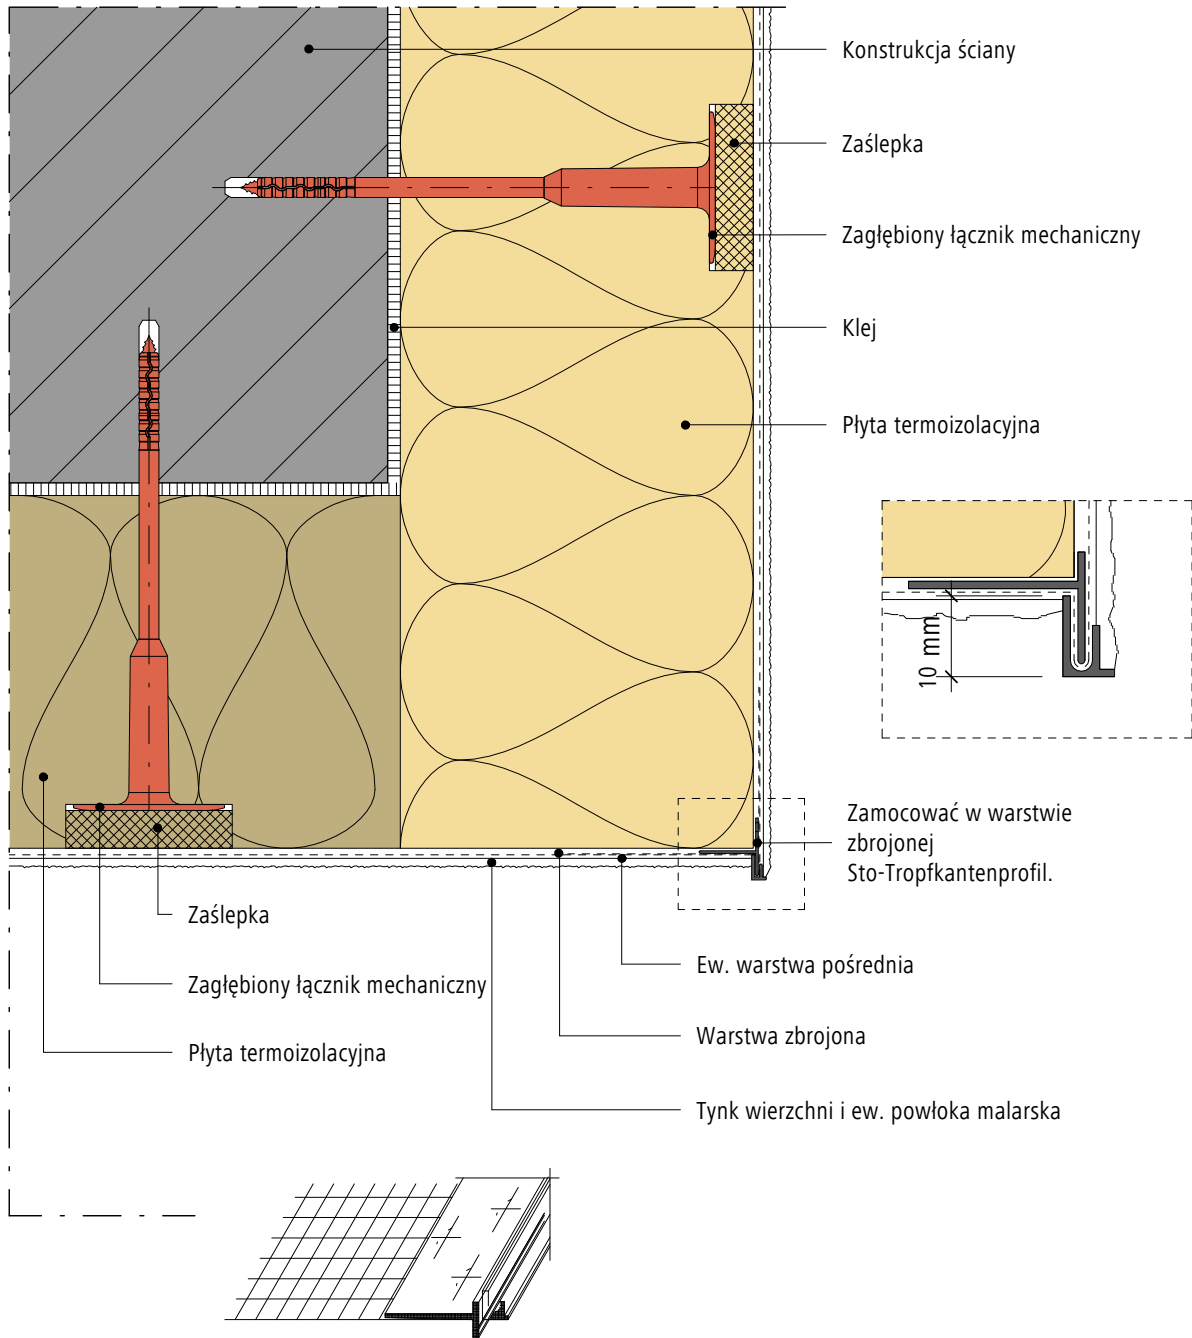 Konstrukcja ściany
Zaślepka
Zagłębiony łącznik mechaniczny
Klej
Płyta termoizolacyjna
10 mm
Zamocować w warstwie
zbrojonej
Sto-Tropfkantenprofil.
Zaślepka
Ew. warstwa pośrednia
Zagłębiony łącznik mechaniczny
Warstwa zbrojona
Płyta termoizolacyjna
Tynk wierzchni i ew. powłoka malarska